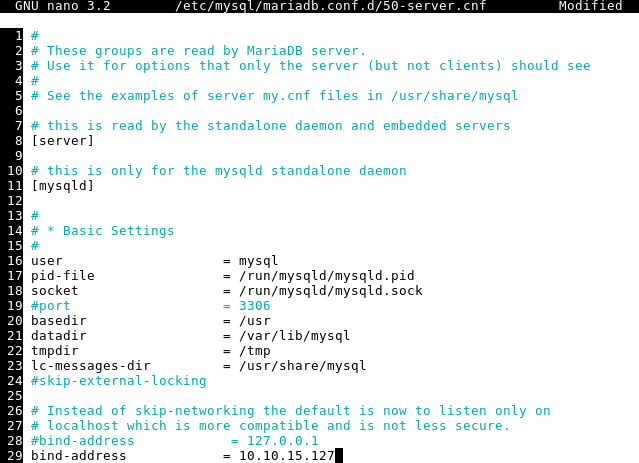 GNU nano 3.2        /etc/mysql/mariadb.conf.d/50-server.cnf         Modified
1 #
2 # These groups are read by MariaDB server.
3 # Use it for options that only the server (but not clients) should see
4 #
5 # See the examples of server my.cnf files in /usr/share/mysql
6
7 # this is read by the standalone daemon and embedded servers
8 [server]
9
10 # this is only for the mysqld standalone daemon
11 [mysqld]
12
13 #
14 # * Basic Settings
15 #
16 user                    = mysql
17 pid-file                = /run/mysqld/mysqld.pid
18 socket                  = /run/mysqld/mysqld.sock
19 #port                   = 3306
20 basedir                 = /usr
21 datadir                 = /var/lib/mysql
22 tmpdir                  = /tmp
23 lc-messages-dir         = /usr/share/mysql
24 #skip-external-locking
25
26 # Instead of skip-networking the default is now to listen only on
27 # localhost which is more compatible and is not less secure.
28 #bind-address            = 127.0.0.1
29 bind-address            = 10.10.15.127